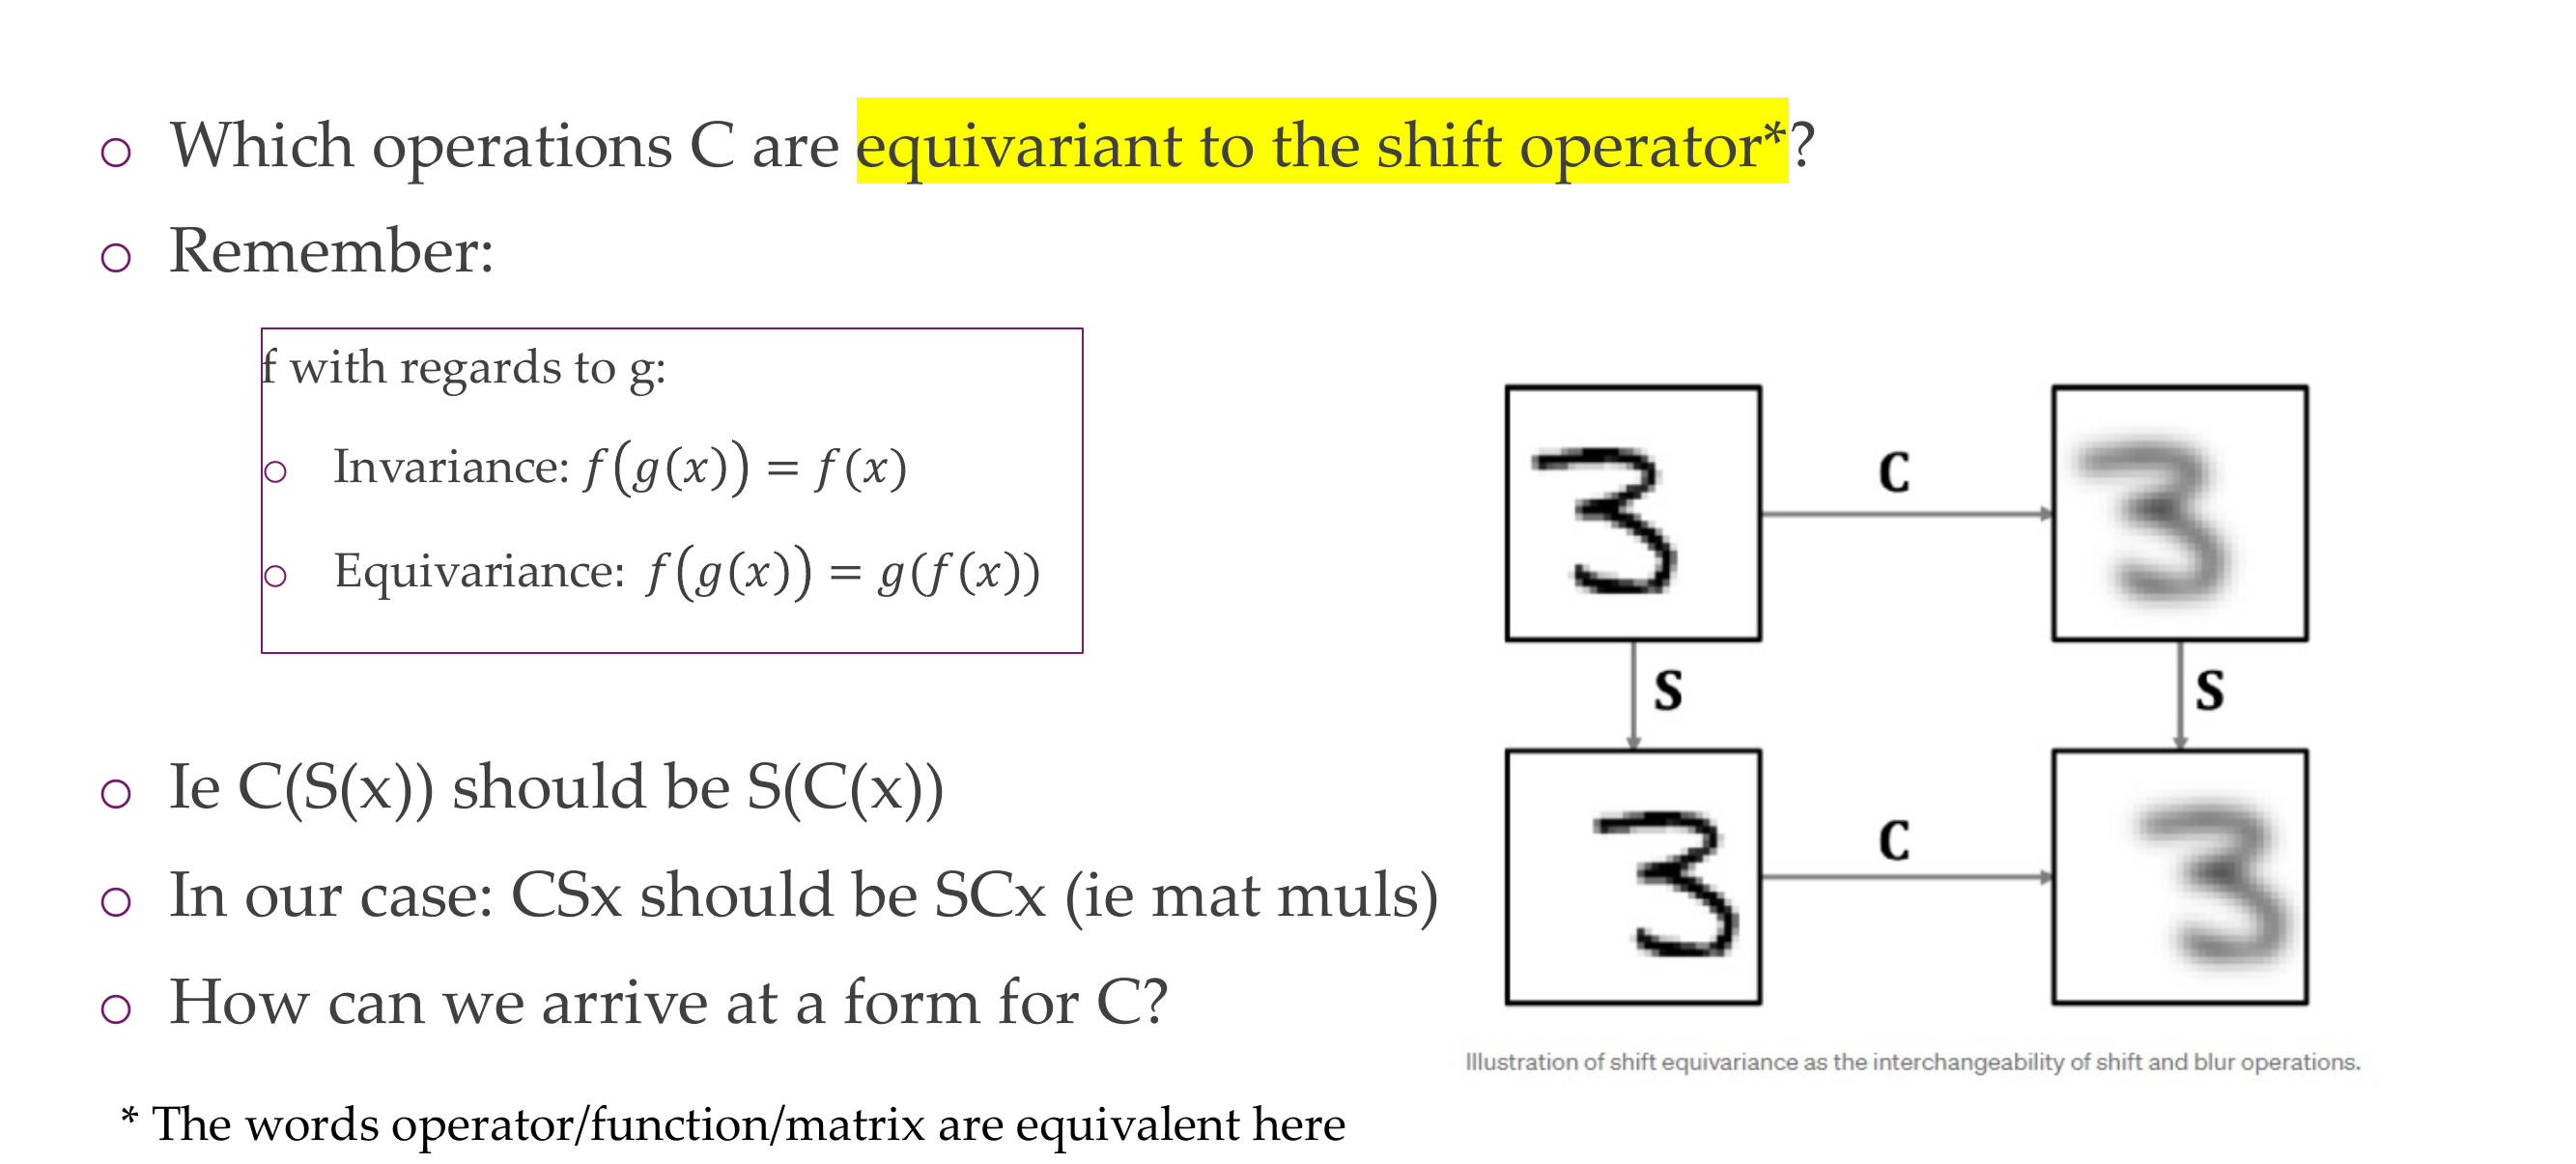 Which operations C are equivariant to the shift operator*?
Remember:
f with regards to g:
Invariance: f(g(x)) = f(x)
Equivariance: f(g(x)) = g(f(x))
Ie C(S(x)) should be S(C(x))
In our case: CSx should be SCx (ie mat muls)
How can we arrive at a form for C?
* The words operator/function/matrix are equivalent here
3
C
3
S
S
3
C
3
Illustration of shift equivariance as the interchangeability of shift and blur operations.